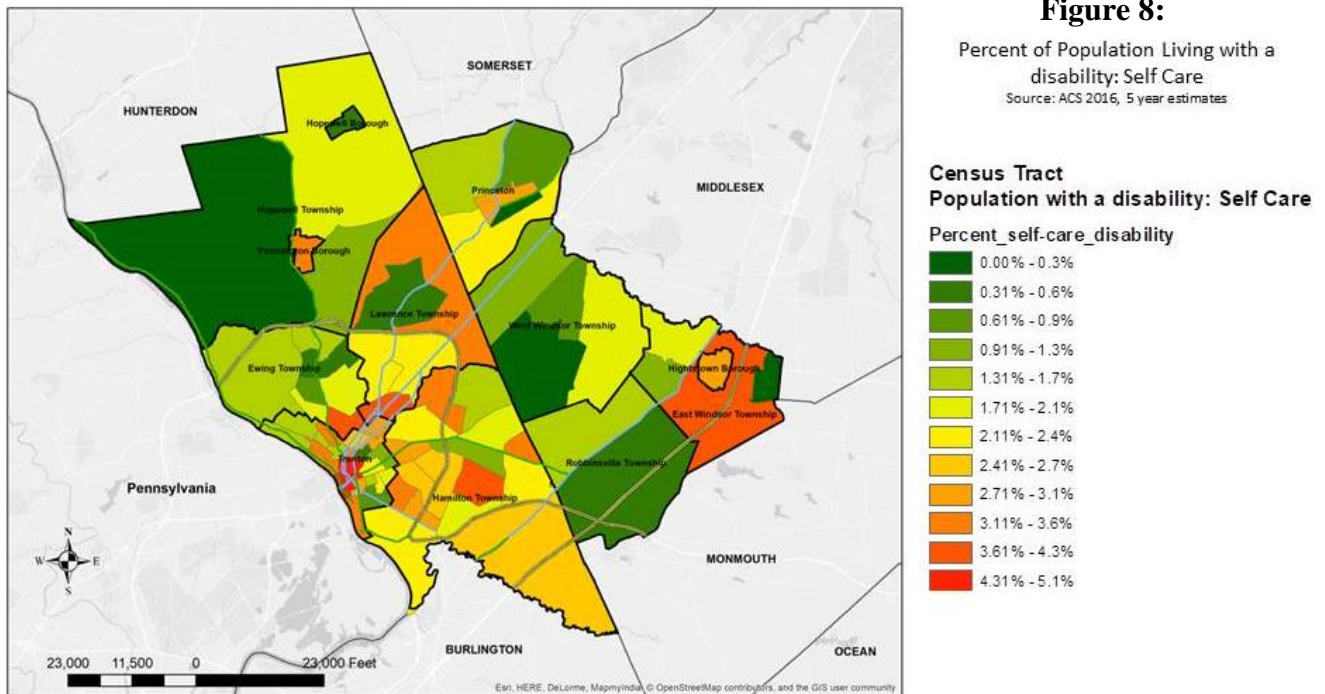 Figure 8:
Percent of Population Living with a
disability: Self Care
Source: ACS 2016, 5 year estimates
Census Tract
Population with a disability: Self Care
Percent_self-care_disability
0.00% - 0.3%
0.31% - 0.6%
0.61% - 0.9%
0.91% - 1.3%
1.31% - 1.7%
1.71% - 2.1%
2.11% - 2.4%
2.41% - 2.7%
2.71% - 3.1%
3.11% - 3.6%
3.61% - 4.3%
4.31% - 5.1%
SOMERSET
HUNTERDON
Hopewell Borough
MIDDLESEX
Princeton
Hopewell Township
Pennington Borough
Lawrence Township
West Windsor Township
Ewing Township
Hightstown Borough
East Windsor Township
Trenton
Robbinsville Township
Pennsylvania
Hamilton Township
N
W
E
S
MONMOUTH
BURLINGTON
OCEAN
23,000 11,500 0 23,000 Feet
Esri, HERE, DeLorme, MapmyIndia, © OpenStreetMap contributors, and the GIS user community